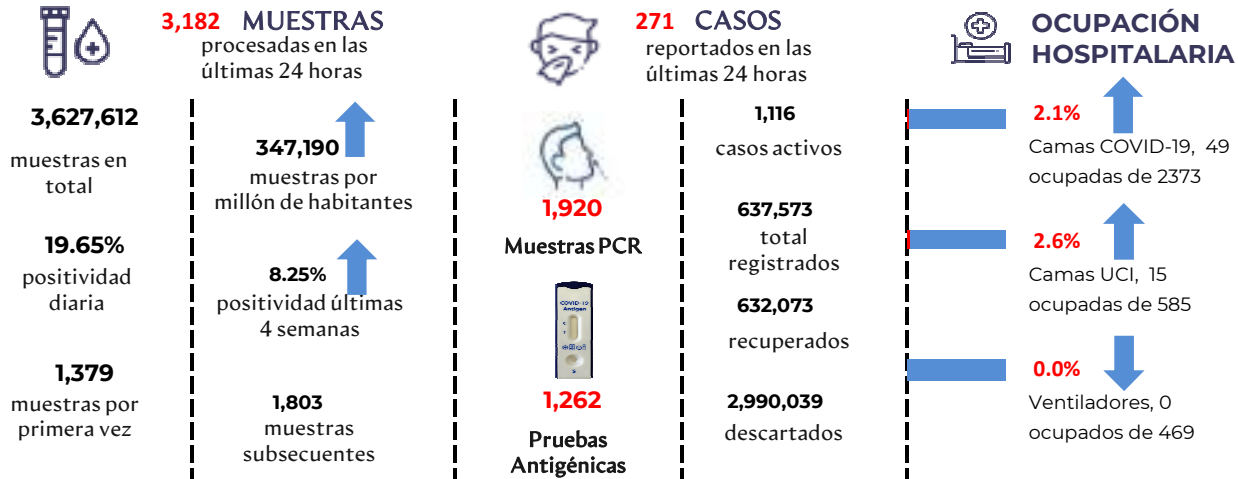 3,182 MUESTRAS
procesadas en las
últimas 24 horas
3,627,612
muestras en
total
19.65%
positividad
diaria
1,379
muestras por
primera vez
347,190
muestras por
millón de habitantes
8.25%
positividad últimas
4 semanas
1,803
muestras
subsecuentes
271 CASOS
reportados en las
últimas 24 horas
1,920
Muestras PCR
COVID-19
Antigen
C
T
S
1,262
Pruebas
Antigénicas
1,116
casos activos
637,573
total
registrados
632,073
recuperados
2,990,039
descartados
OCUPACIÓN
HOSPITALARIA
2.1%
Camas COVID-19, 49
ocupadas de 2373
2.6%
Camas UCI, 15
ocupadas de 585
0.0%
Ventiladores, 0
ocupados de 469